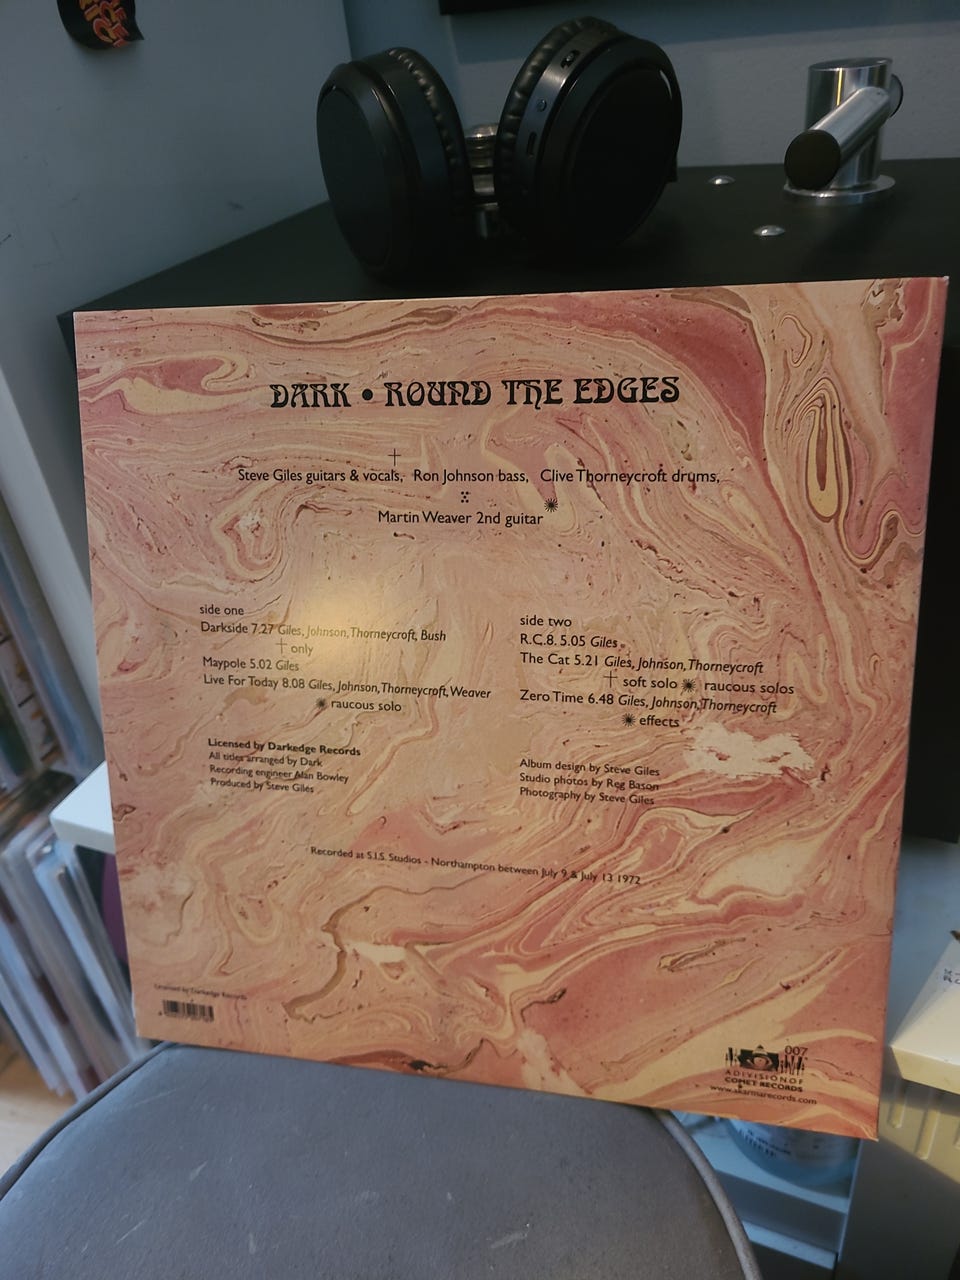 DARK • ROUND THE EDGES
†
Steve Giles guitars & vocals, Ron Johnson bass, Clive Thorneycroft drums,
Martin Weaver 2nd guitar
side one
Darkside 7.27 Giles, Johnson, Thorneycroft, Bush
† only
Maypole 5.02 Giles
Live For Today 8.08 Giles, Johnson, Thorneycroft, Weaver
✺ raucous solo
side two
R.C.8. 5.05 Giles
The Cat 5.21 Giles, Johnson, Thorneycroft
† soft solo ✺ raucous solos
Zero Time 6.48 Giles, Johnson, Thorneycroft
✺ effects
Licensed by Darkedge Records
All titles arranged by Dark
Recording engineer Alan Bowley
Produced by Steve Giles
Album design by Steve Giles
Studio photos by Reg Bason
Photography by Steve Giles
Recorded at S.I.S. Studios - Northampton between July 9 & July 13 1972
Licensed by Darkedge Records
007
A DIVISION OF
COMET RECORDS
www.akarmarecords.com